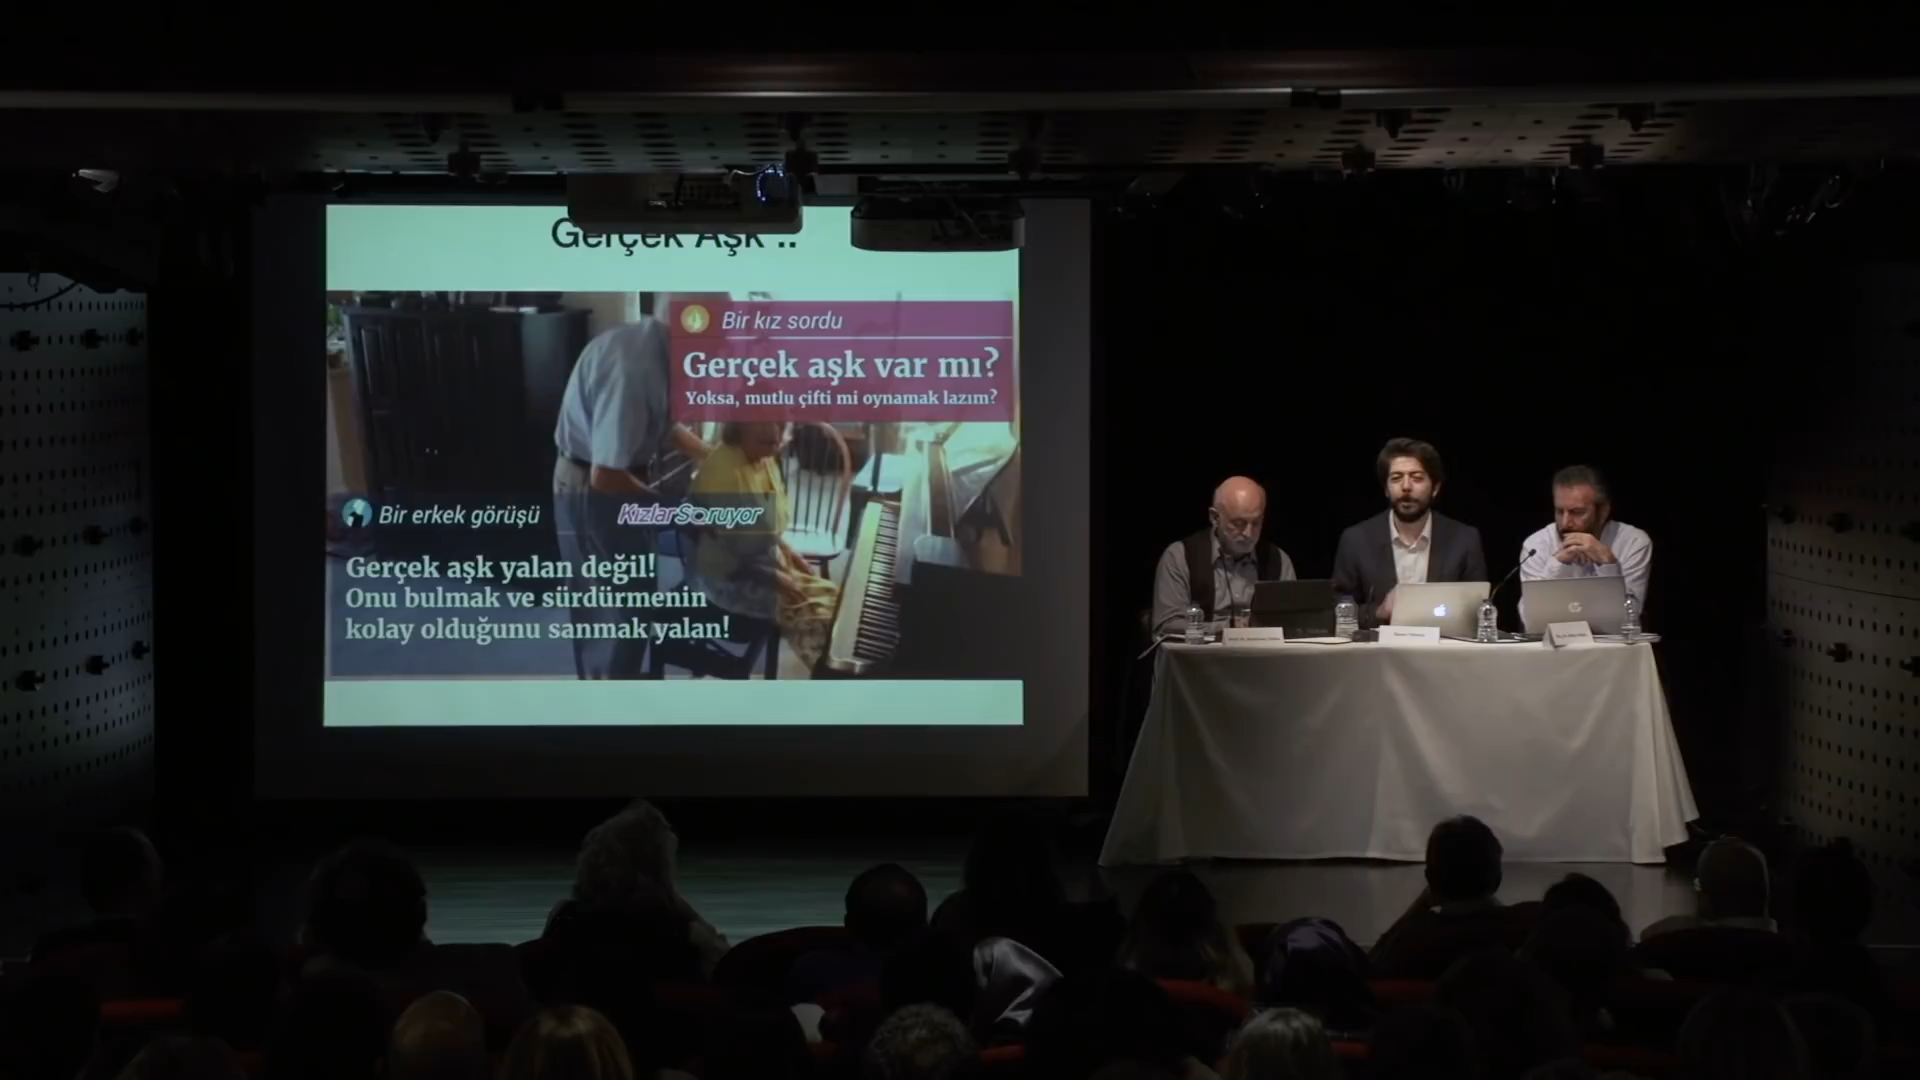 Gerçek Aşk ..
Bir kız sordu
Gerçek aşk var mı?
Yoksa, mutlu çifti mi oynamak lazım?
Bir erkek görüşü
KızlarSoruyor
Gerçek aşk yalan değil!
Onu bulmak ve sürdürmenin
kolay olduğunu sanmak yalan!
hp